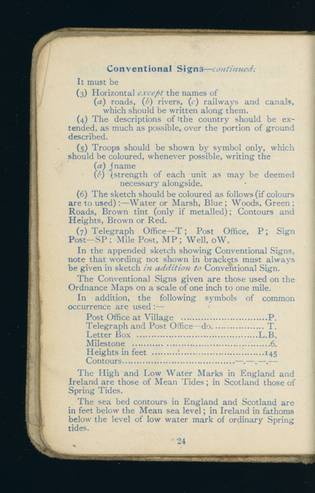 Conventional Signs—continued.
It must be
(3) Horizontal except the names of
(a) roads, (b) rivers, (c) railways and canals,
which should be written along them.
(4) The descriptions of the country should be ex-
tended, as much as possible, over the portion of ground
described.
(5) Troops should be shown by symbol only, which
should be coloured, whenever possible, writing the
(a) name
(b) strength of each unit as may be deemed
necessary alongside.
(6) The sketch should be coloured as follows (if colours
are to used) :—Water or Marsh, Blue ; Woods, Green ;
Roads, Brown tint (only if metalled) ; Contours and
Heights, Brown or Red.
(7) Telegraph Office—T ; Post Office, P ; Sign
Post—SP ; Mile Post, MP ; Well, oW.
In the appended sketch showing Conventional Signs,
note that wording not shown in brackets must always
be given in sketch in addition to Conventional Sign.
The Conventional Signs given are those used on the
Ordnance Maps on a scale of one inch to one mile.
In addition, the following symbols of common
occurrence are used :—
Post Office at Village ........................P.
Telegraph and Post Office—do. ................ T.
Letter Box ..................................L.B.
Milestone ....................................6.
Heights in feet .............................145
Contours..........................—.—.—.—
The High and Low Water Marks in England and
Ireland are those of Mean Tides ; in Scotland those of
Spring Tides.
The sea bed contours in England and Scotland are
in feet below the Mean sea level ; in Ireland in fathoms
below the level of low water mark of ordinary Spring
tides.
24